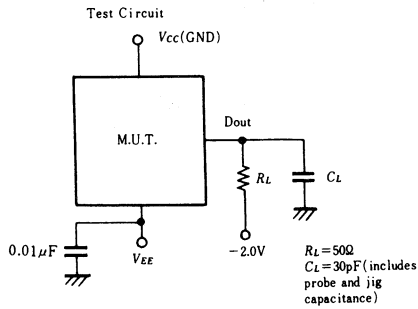 Test Circuit
Vcc(GND)
M.U.T.
Dout
RL
CL
0.01μF
VEE
−2.0V
RL=50Ω
CL=30pF(includes
probe and jig
capacitance)